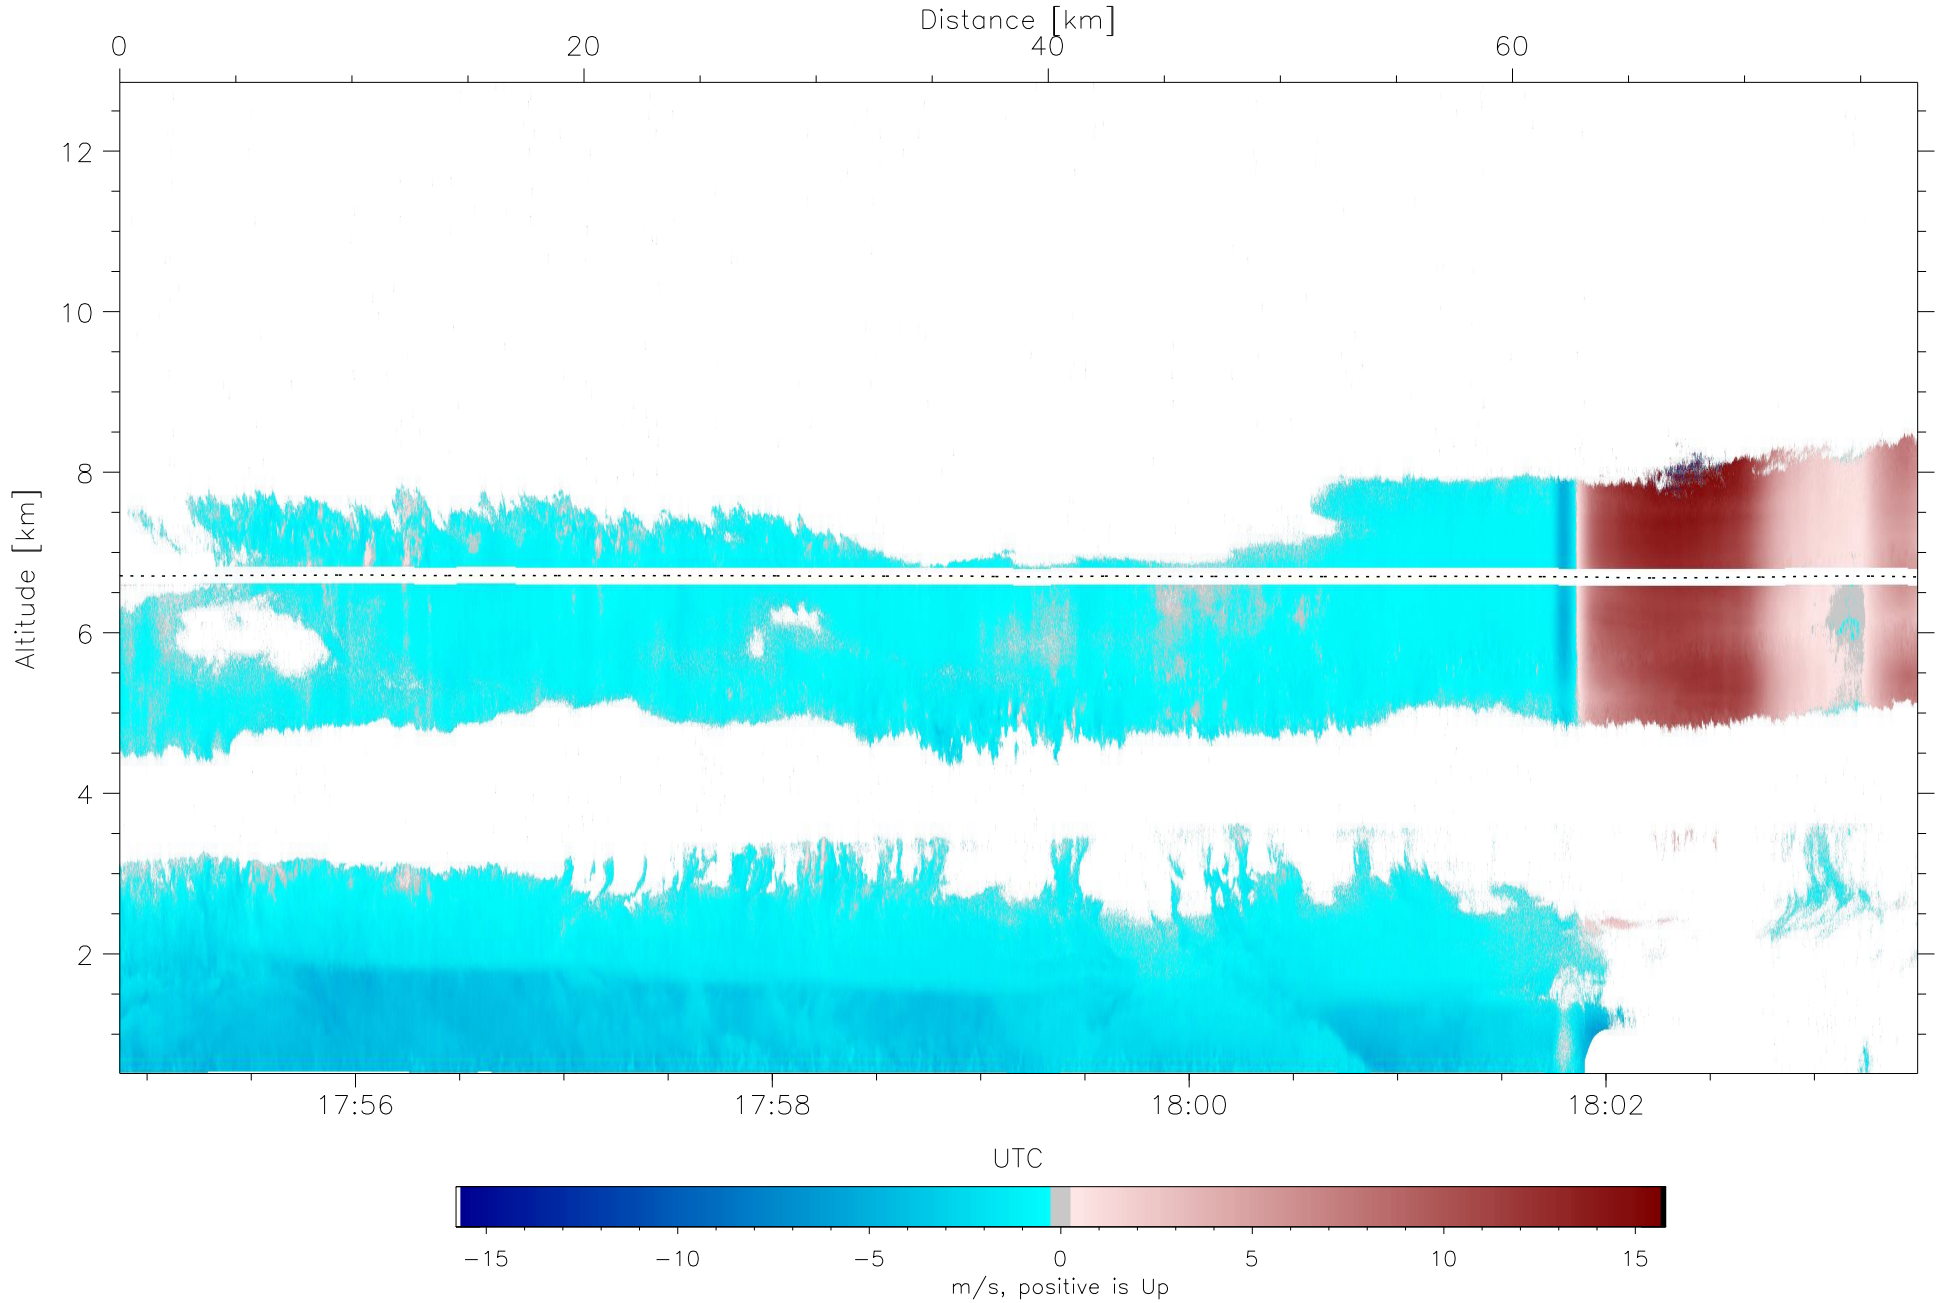 Distance [km]
0 20 40 60
12
10
8
6
4
2
Altitude [km]
17:56 17:58 18:00 18:02
UTC
−15 −10 −5 0 5 10 15
m/s, positive is Up